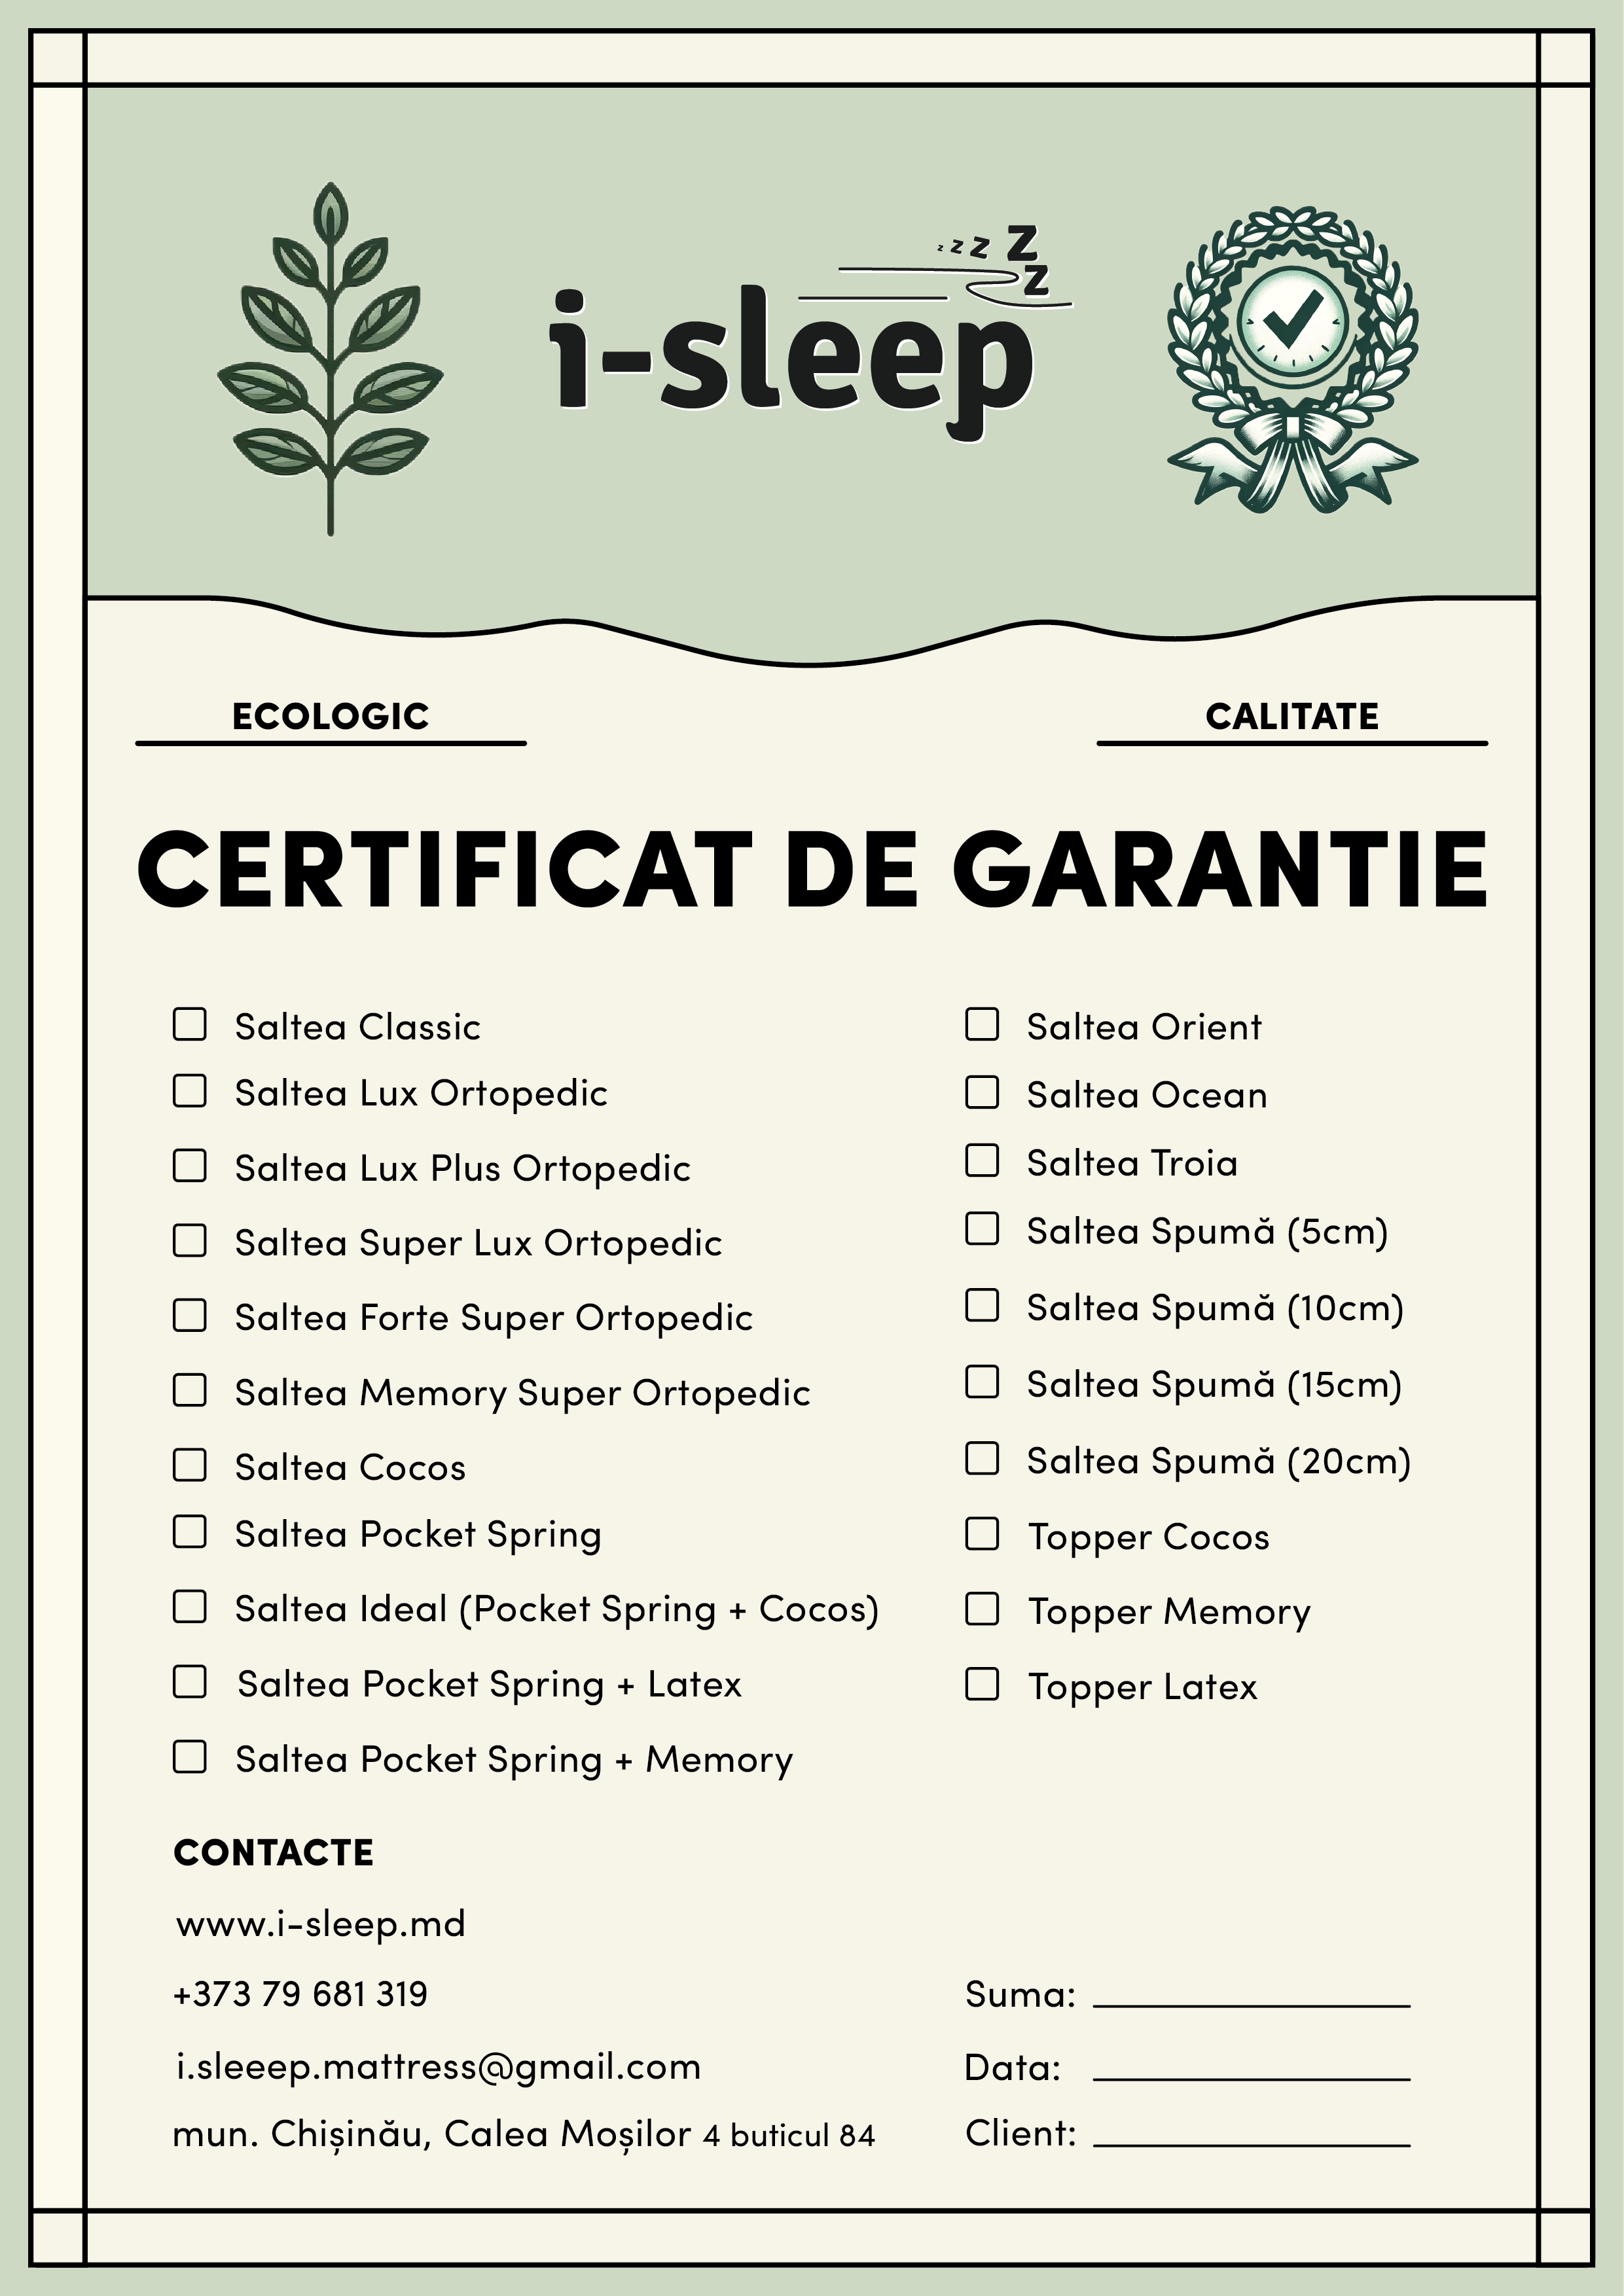 z z z Z
Z
i-sleep
ECOLOGIC
CALITATE
CERTIFICAT DE GARANTIE
Saltea Classic
Saltea Lux Ortopedic
Saltea Lux Plus Ortopedic
Saltea Super Lux Ortopedic
Saltea Forte Super Ortopedic
Saltea Memory Super Ortopedic
Saltea Cocos
Saltea Pocket Spring
Saltea Ideal (Pocket Spring + Cocos)
Saltea Pocket Spring + Latex
Saltea Pocket Spring + Memory
Saltea Orient
Saltea Ocean
Saltea Troia
Saltea Spumă (5cm)
Saltea Spumă (10cm)
Saltea Spumă (15cm)
Saltea Spumă (20cm)
Topper Cocos
Topper Memory
Topper Latex
CONTACTE
www.i-sleep.md
+373 79 681 319
i.sleeep.mattress@gmail.com
mun. Chișinău, Calea Moșilor 4 buticul 84
Suma:
Data:
Client: